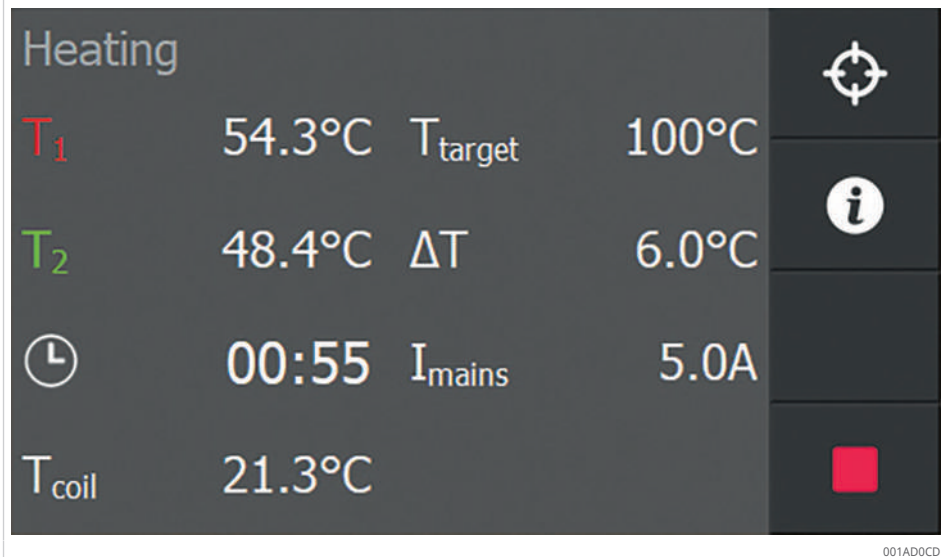 Heating
T1 54.3°C Ttarget 100°C
T2 48.4°C ΔT 6.0°C
00:55 Imains 5.0A
Tcoil 21.3°C
i
001AD0CD